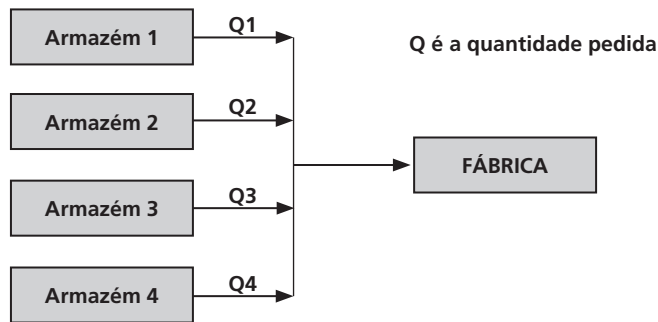 Armazém 1
Q1
Q é a quantidade pedida
Armazém 2
Q2
FÁBRICA
Armazém 3
Q3
Armazém 4
Q4